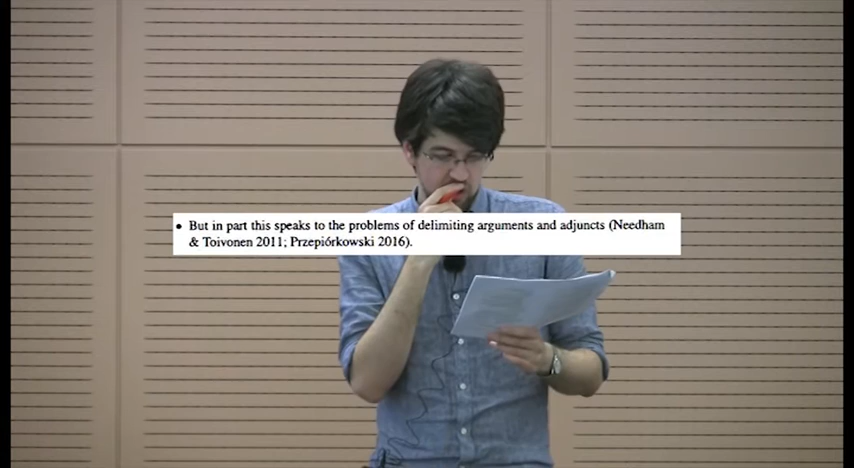 • But in part this speaks to the problems of delimiting arguments and adjuncts (Needham
& Toivonen 2011; Przepiórkowski 2016).